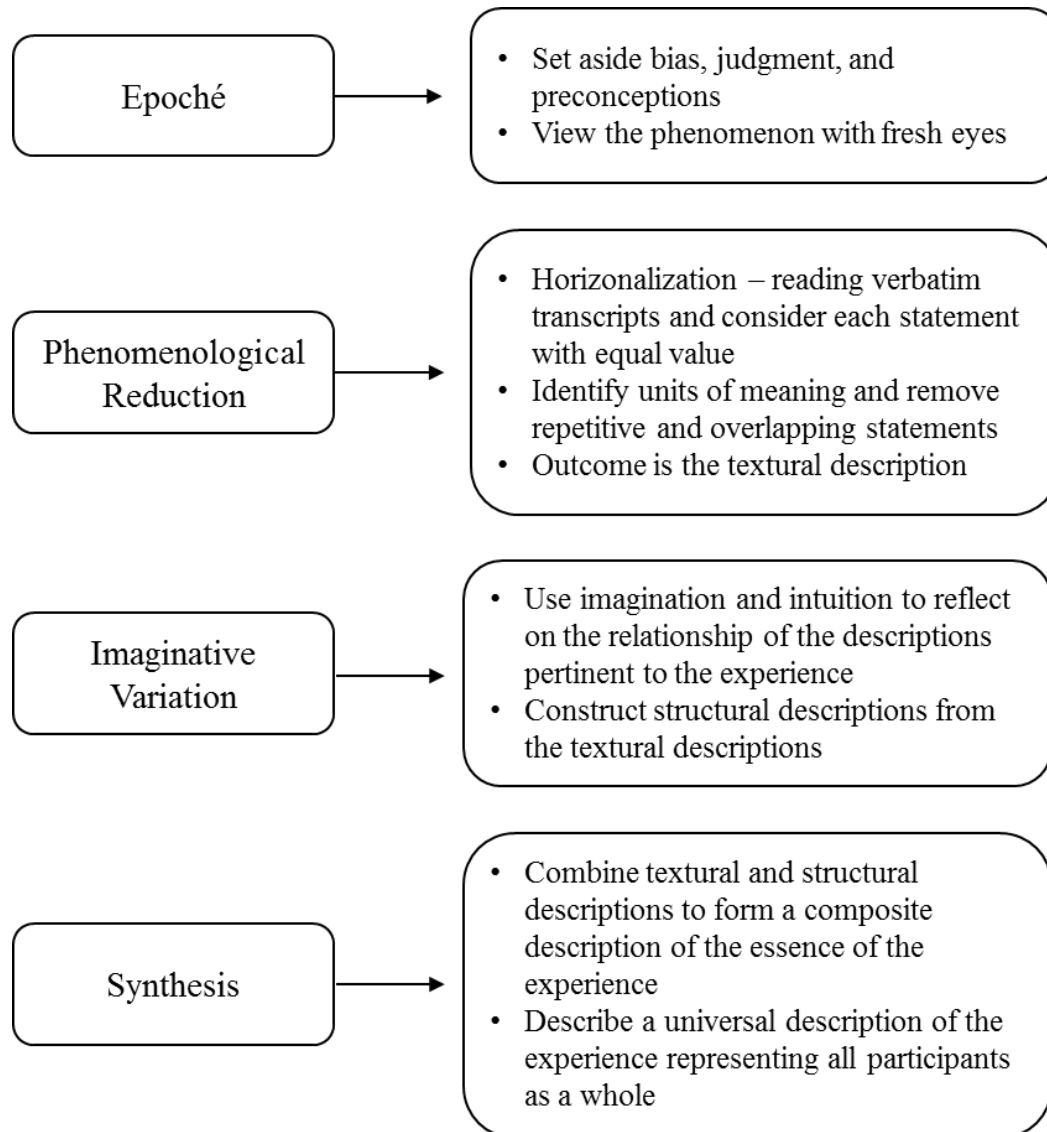 Epoché
• Set aside bias, judgment, and
preconceptions
• View the phenomenon with fresh eyes
Phenomenological
Reduction
• Horizonalization – reading verbatim
transcripts and consider each statement
with equal value
• Identify units of meaning and remove
repetitive and overlapping statements
• Outcome is the textural description
Imaginative
Variation
• Use imagination and intuition to reflect
on the relationship of the descriptions
pertinent to the experience
• Construct structural descriptions from
the textural descriptions
Synthesis
• Combine textural and structural
descriptions to form a composite
description of the essence of the
experience
• Describe a universal description of the
experience representing all participants
as a whole